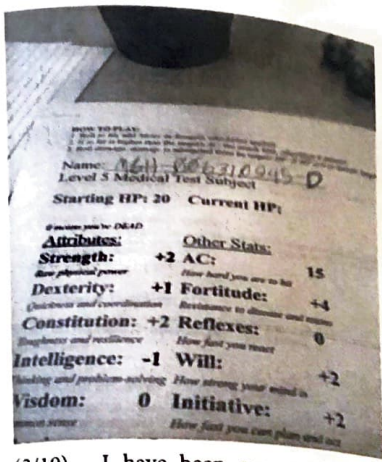 HOW TO PLAY:
Name:
Level 5 Medical Test Subject
Starting HP: 20 Current HP:
0 means you're DEAD
Attributes: Other Stats:
Strength: +2 AC: 15
Raw physical power How hard you are to hit
Dexterity: +1 Fortitude: +4
Quickness and coordination Resistance to disease and
Constitution: +2 Reflexes: 0
Toughness and resilience How fast you react
Intelligence: -1 Will: +2
Thinking and problem-solving How strong your mind is
Wisdom: 0 Initiative: +2
sense How fast you can plan and act
I have been